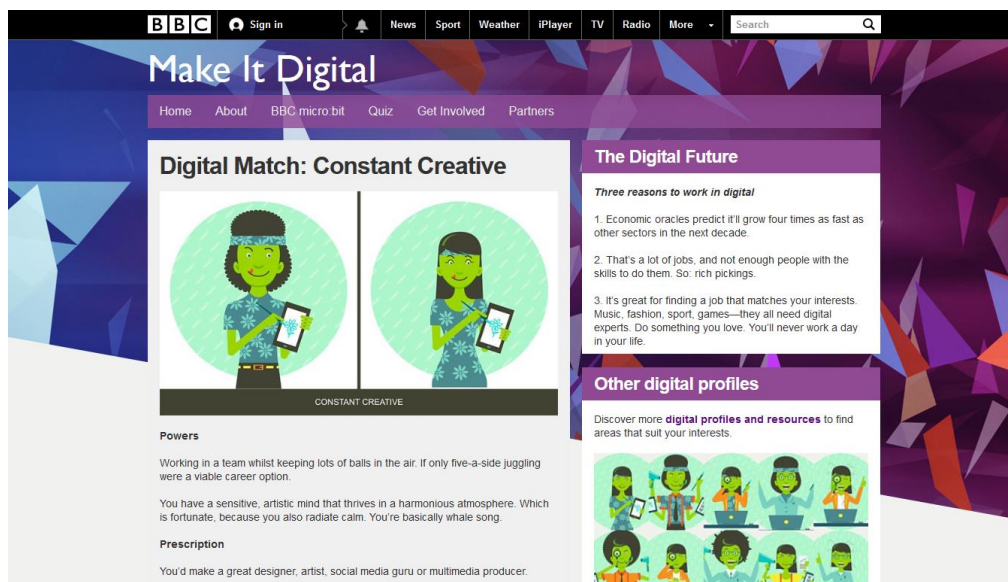 BBC Sign in News Sport Weather iPlayer TV Radio More Search
Make It Digital
Home About BBC micro:bit Quiz Get Involved Partners
Digital Match: Constant Creative
CONSTANT CREATIVE
Powers
Working in a team whilst keeping lots of balls in the air. If only five-a-side juggling
were a viable career option.
You have a sensitive, artistic mind that thrives in a harmonious atmosphere. Which
is fortunate, because you also radiate calm. You're basically whale song.
Prescription
You'd make a great designer, artist, social media guru or multimedia producer.
The Digital Future
Three reasons to work in digital
1. Economic oracles predict it'll grow four times as fast as
other sectors in the next decade.
2. That's a lot of jobs, and not enough people with the
skills to do them. So: rich pickings.
3. It's great for finding a job that matches your interests.
Music, fashion, sport, games—they all need digital
experts. Do something you love. You'll never work a day
in your life.
Other digital profiles
Discover more digital profiles and resources to find
areas that suit your interests.